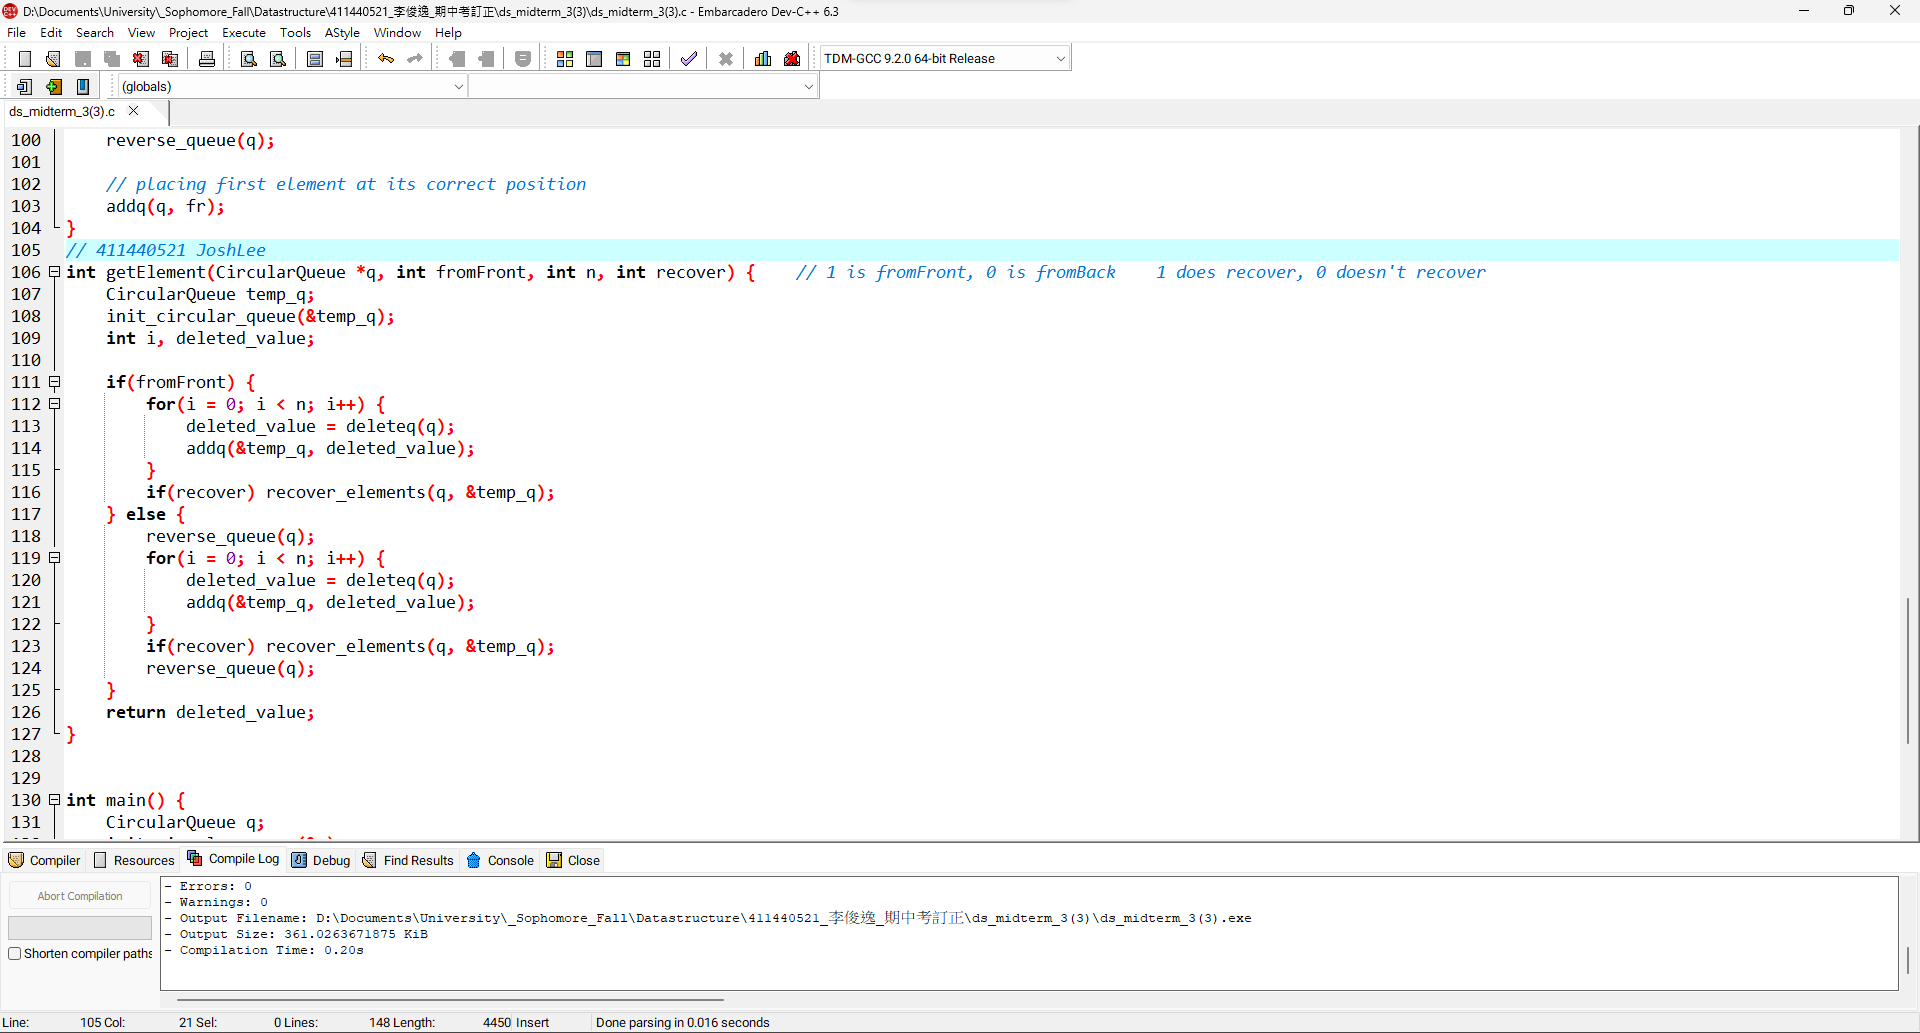 D:\Documents\University\_Sophomore_Fall\Datastructure\411440521_李俊逸_期中考訂正\ds_midterm_3(3)\ds_midterm_3(3).c - Embarcadero Dev-C++ 6.3
File Edit Search View Project Execute Tools AStyle Window Help
TDM-GCC 9.2.0 64-bit Release
(globals)
ds_midterm_3(3).c
100 reverse_queue(q);
101
102 // placing first element at its correct position
103 addq(q, fr);
104 }
105 // 411440521 JoshLee
106 int getElement(CircularQueue *q, int fromFront, int n, int recover) { // 1 is fromFront, 0 is fromBack 1 does recover, 0 doesn't recover
107 CircularQueue temp_q;
108 init_circular_queue(&temp_q);
109 int i, deleted_value;
110
111 if(fromFront) {
112 for(i = 0; i < n; i++) {
113 deleted_value = deleteq(q);
114 addq(&temp_q, deleted_value);
115 }
116 if(recover) recover_elements(q, &temp_q);
117 } else {
118 reverse_queue(q);
119 for(i = 0; i < n; i++) {
120 deleted_value = deleteq(q);
121 addq(&temp_q, deleted_value);
122 }
123 if(recover) recover_elements(q, &temp_q);
124 reverse_queue(q);
125 }
126 return deleted_value;
127 }
128
129
130 int main() {
131 CircularQueue q;
Compiler Resources Compile Log Debug Find Results Console Close
Abort Compilation
Shorten compiler paths
- Errors: 0
- Warnings: 0
- Output Filename: D:\Documents\University\_Sophomore_Fall\Datastructure\411440521_李俊逸_期中考訂正\ds_midterm_3(3)\ds_midterm_3(3).exe
- Output Size: 361.0263671875 KiB
- Compilation Time: 0.20s
Line: 105 Col: 21 Sel: 0 Lines: 148 Length: 4450 Insert Done parsing in 0.016 seconds